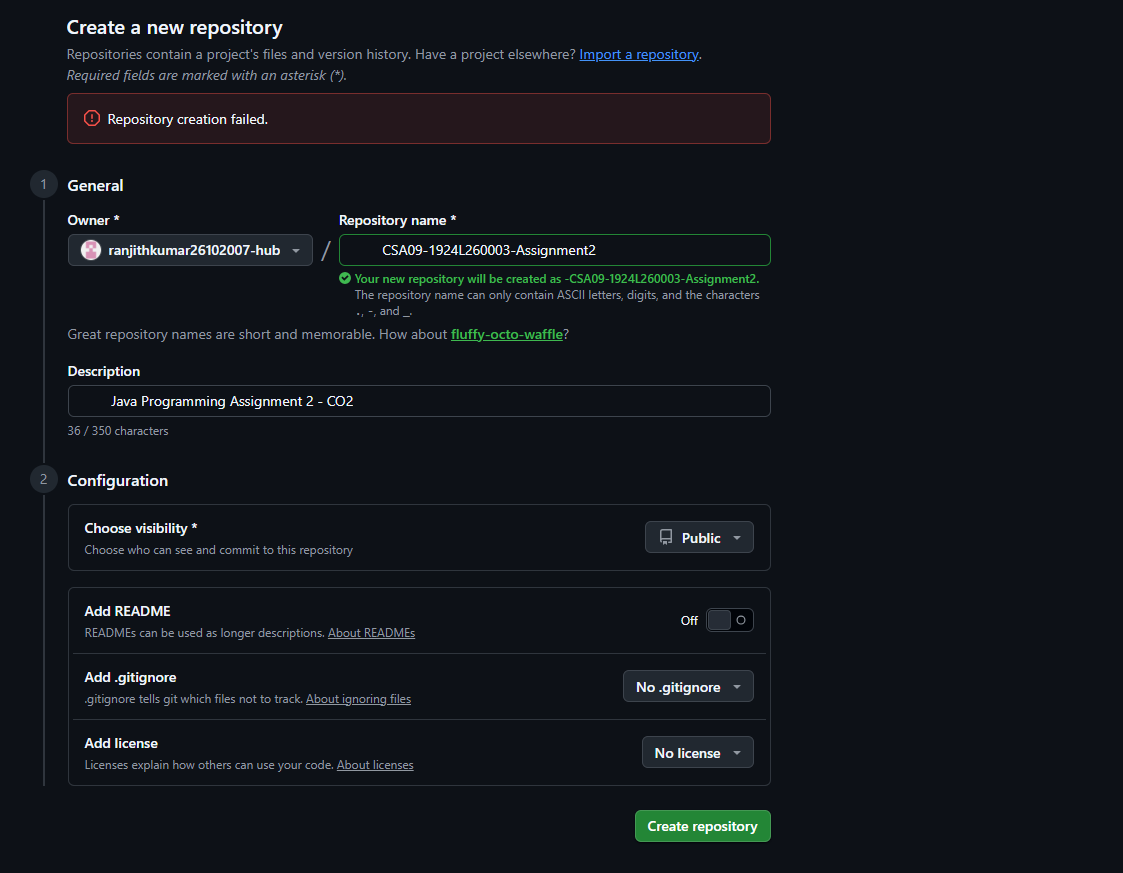 Create a new repository
Repositories contain a project's files and version history. Have a project elsewhere? Import a repository.
Required fields are marked with an asterisk (*).
Repository creation failed.
1
General
Owner *
Repository name *
ranjithkumar26102007-hub
/
CSA09-1924L260003-Assignment2
Your new repository will be created as -CSA09-1924L260003-Assignment2.
The repository name can only contain ASCII letters, digits, and the characters
., -, and _.
Great repository names are short and memorable. How about fluffy-octo-waffle?
Description
Java Programming Assignment 2 - CO2
36 / 350 characters
2
Configuration
Choose visibility *
Choose who can see and commit to this repository
Public
Add README
READMEs can be used as longer descriptions. About READMEs
Off
Add .gitignore
.gitignore tells git which files not to track. About ignoring files
No .gitignore
Add license
Licenses explain how others can use your code. About licenses
No license
Create repository